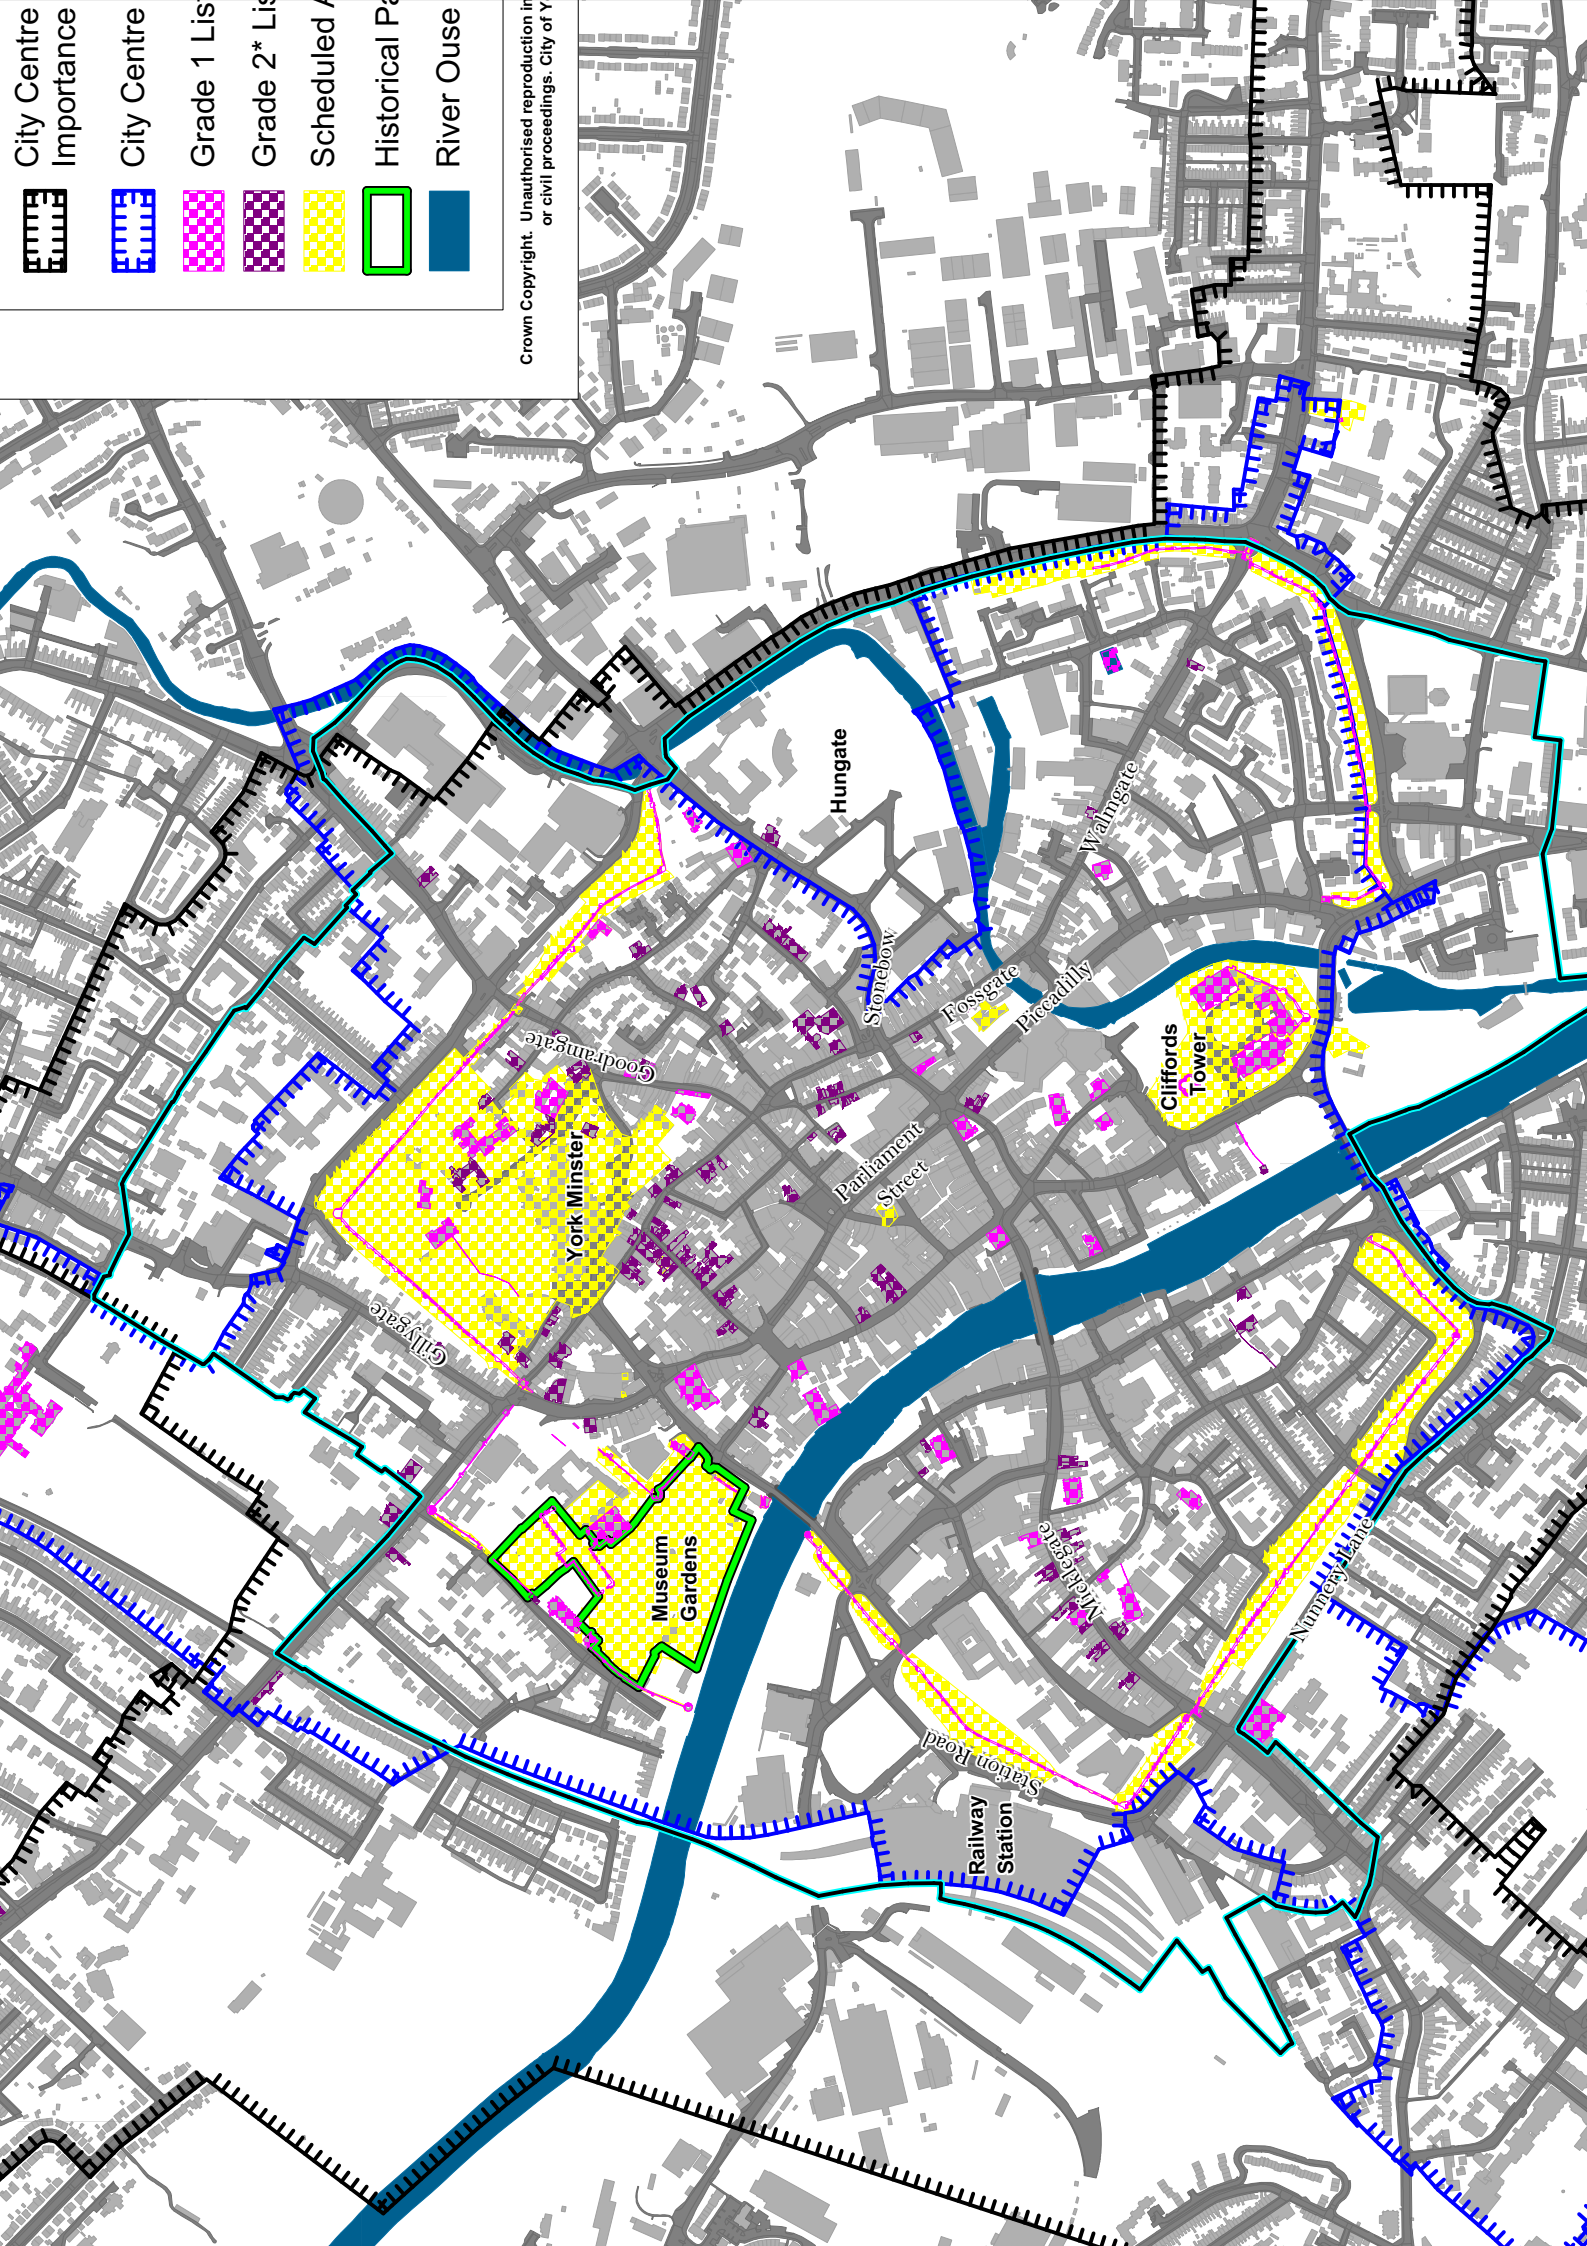 City Centre
Importance
City Centre
Grade 1 Lis
Grade 2* Lis
Scheduled A
Historical Pa
River Ouse
Crown Copyright. Unauthorised reproduction in
or civil proceedings. City of Y
Hungate
Walmgate
Stonebow
Fossgate
Piccadilly
Goodramgate
Cliffords
Tower
York Minster
Parliament
Street
Gillygate
Museum
Gardens
Micklegate
Nunnery Lane
Station Road
Railway
Station